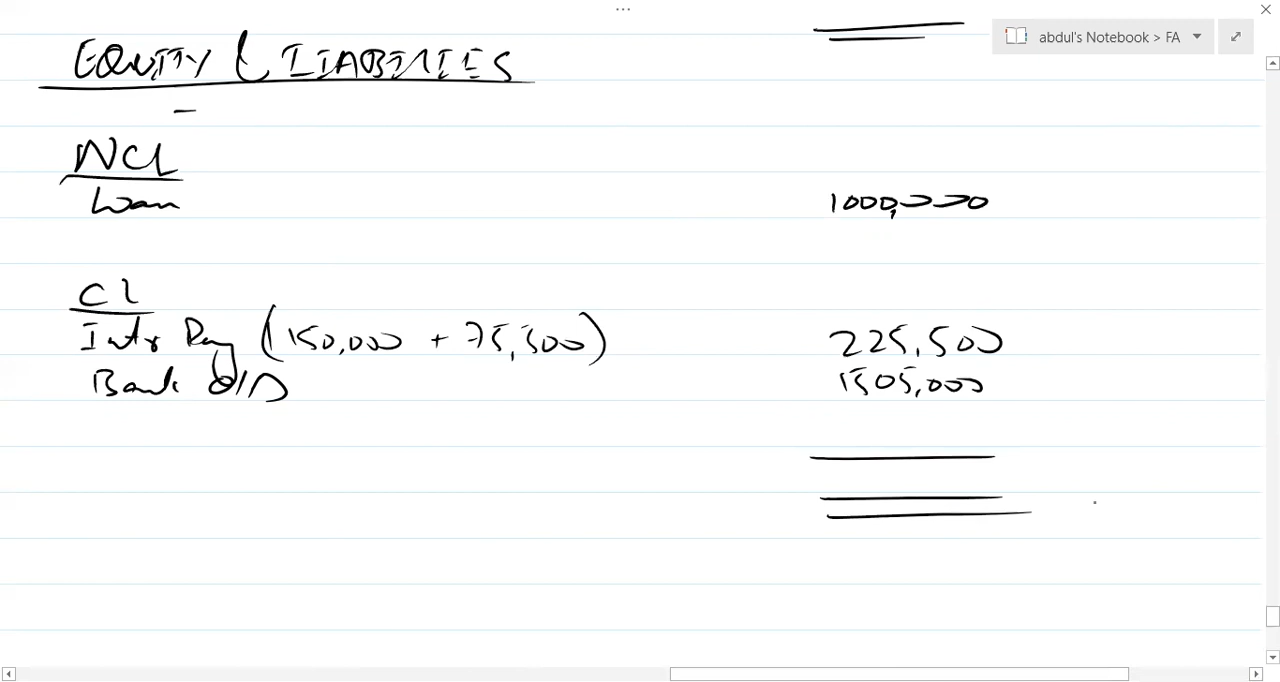 ...
abdul's Notebook > FA
EQUITY & LIABILITIES
–
NCL
Loan 1000,000
CL
Intr Pay (150,000 + 75,500) 225,500
Bank O/D 1505,000